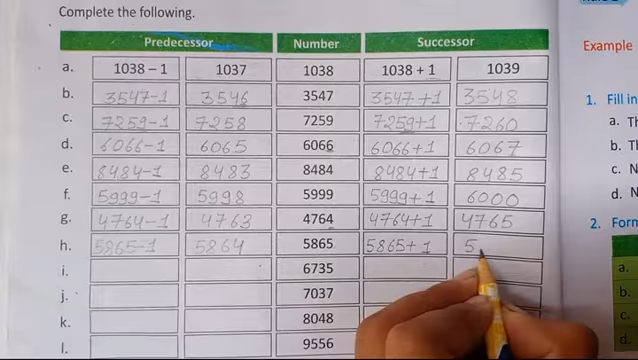 Complete the following.
Predecessor Number Successor
a. 1038 – 1 1037 1038 1038 + 1 1039
b. 3547-1 3546 3547 3547+1 3548
c. 7259-1 7258 7259 7259+1 7260
d. 6066-1 6065 6066 6066+1 6067
e. 8484-1 8483 8484 8484+1 8485
f. 5999-1 5998 5999 5999+1 6000
g. 4764-1 4763 4764 4764+1 4765
h. 5865-1 5864 5865 5865+1 5
i. 6735
j. 7037
k. 8048
l. 9556
Example
1. Fill in
a.
b.
c.
d.
2. Form
a.
b.
c.
d.